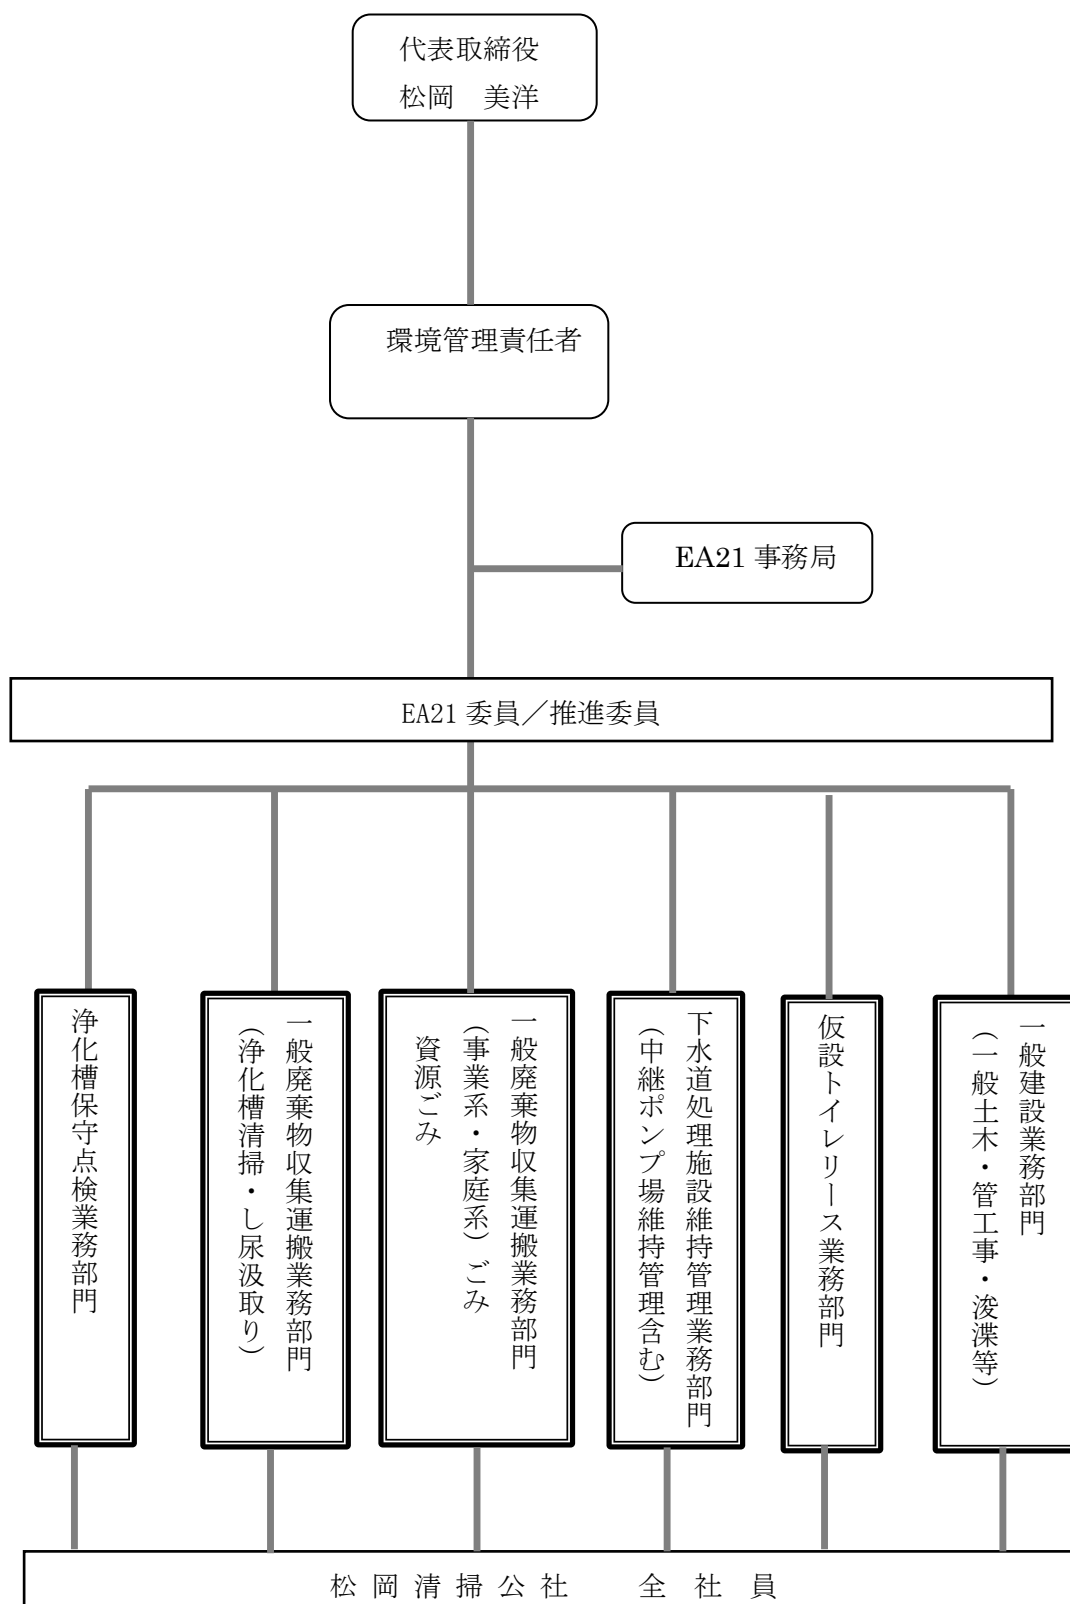 代表取締役
松岡　美洋
環境管理責任者
EA21 事務局
EA21 委員／推進委員
浄化槽保守点検業務部門
一般廃棄物収集運搬業務部門
（浄化槽清掃・し尿汲取り）
一般廃棄物収集運搬業務部門
（事業系・家庭系）ごみ
資源ごみ
下水道処理施設維持管理業務部門
（中継ポンプ場維持管理含む）
仮設トイレリース業務部門
一般建設業務部門
（一般土木・管工事・浚渫等）
松岡清掃公社　全社員